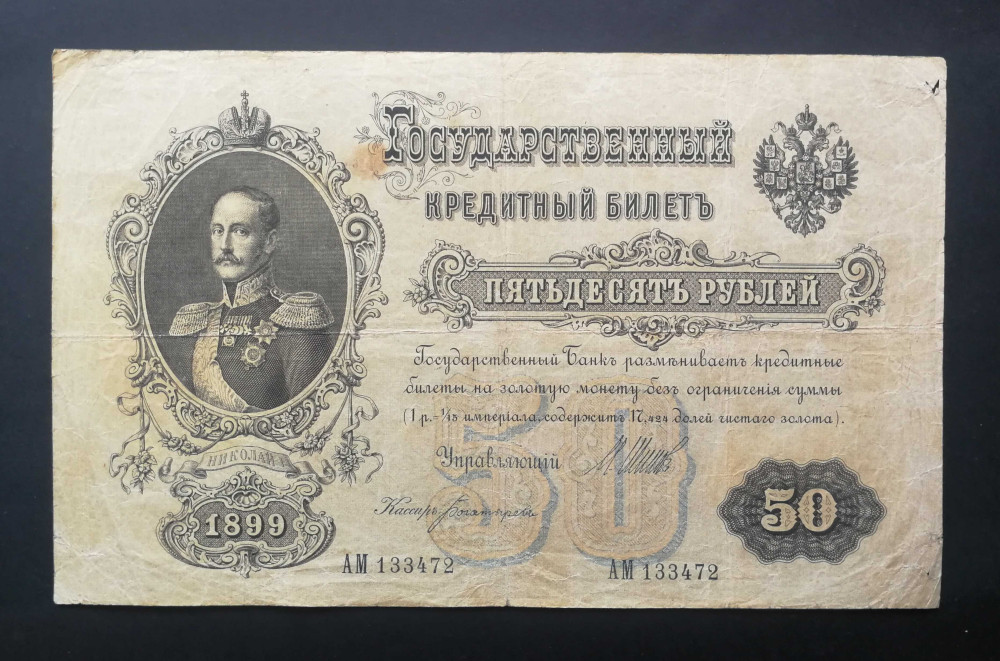 Государственный
кредитный билетъ
пятьдесятъ рублей
Государственный Банкъ размѣниваетъ кредитные
билеты на золотую монету безъ ограниченія суммы
(1 р.=1/15 имперіала, содержитъ 17,424 долей чистаго золота).
50
Управляющій
Кассиръ
НИКОЛАЙ I
1899
50
АМ 133472
АМ 133472